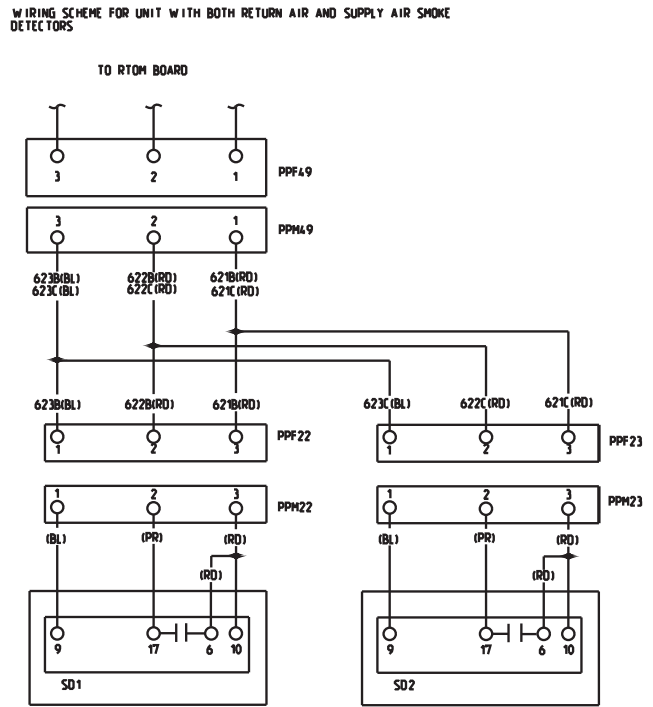 WIRING SCHEME FOR UNIT WITH BOTH RETURN AIR AND SUPPLY AIR SMOKE
DETECTORS
TO RTOM BOARD
3 2 1 PPF49
3 2 1 PPM49
623B(BL) 622B(RD) 621B(RD)
623C(BL) 622C(RD) 621C(RD)
623B(BL) 622B(RD) 621B(RD) 623C(BL) 622C(RD) 621C(RD)
1 2 3 PPF22 1 2 3 PPF23
1 2 3 PPM22 1 2 3 PPM23
(BL) (PR) (RD) (BL) (PR) (RD)
(RD) (RD)
9 17 6 10 9 17 6 10
SD1 SD2